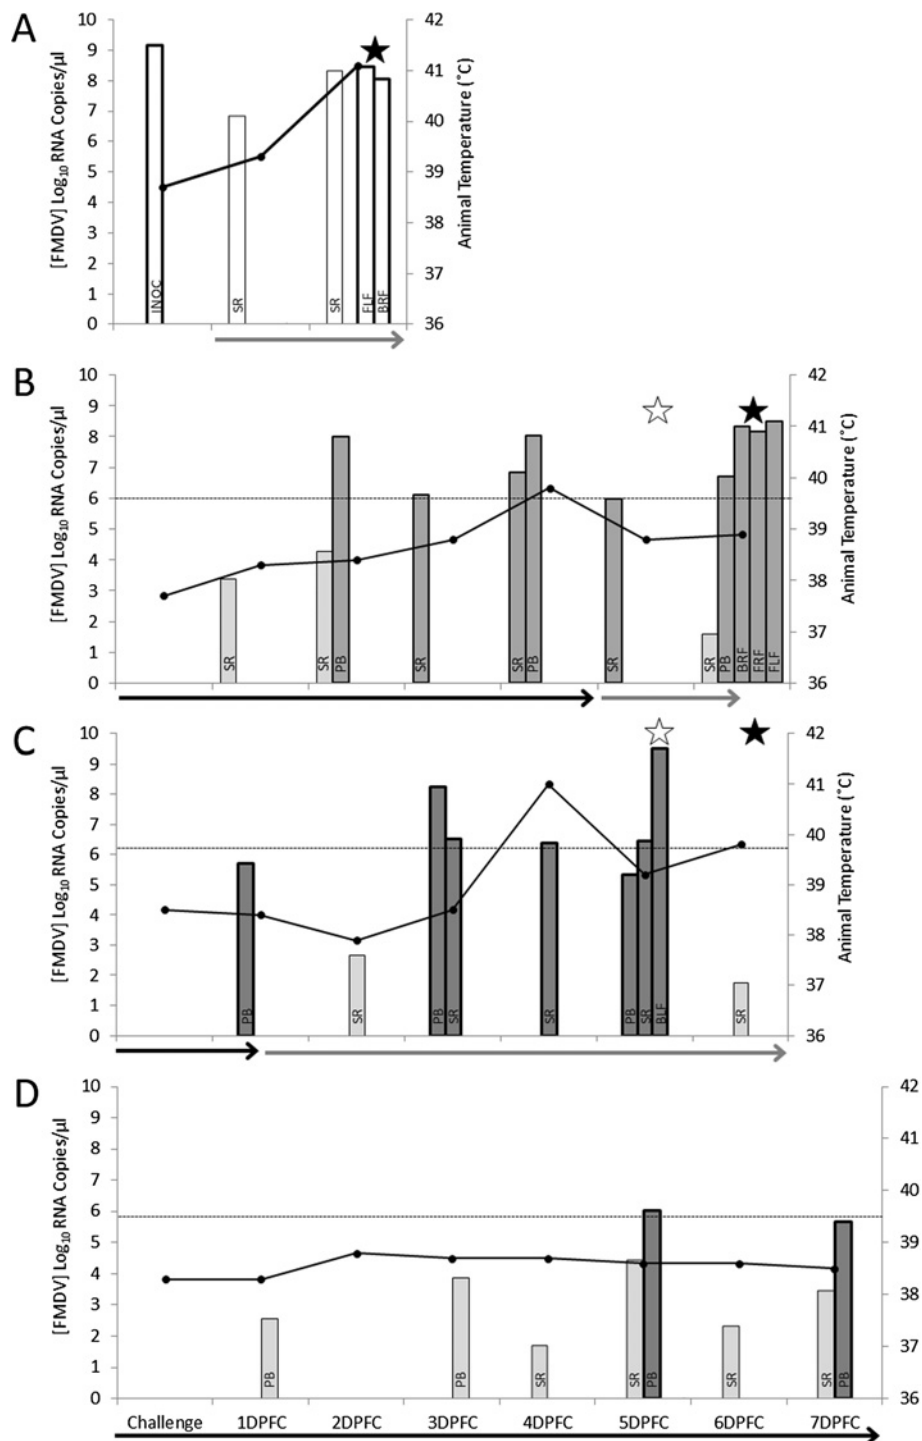 A
[FMDV] Log10 RNA Copies/µl
10
9
8
7
6
5
4
3
2
1
0
INOC
SR
SR
FLF
BRF
42
41
40
39
38
37
36
Animal Temperature (˚C)
B
[FMDV] Log10 RNA Copies/µl
10
9
8
7
6
5
4
3
2
1
0
SR
SR
PB
SR
SR
PB
SR
SR
PB
BRF
FRF
FLF
42
41
40
39
38
37
36
Animal Temperature (˚C)
C
[FMDV] Log10 RNA Copies/µl
10
9
8
7
6
5
4
3
2
1
0
PB
SR
PB
SR
SR
PB
SR
BLF
SR
42
41
40
39
38
37
36
Animal Temperature (˚C)
D
[FMDV] Log10 RNA Copies/µl
10
9
8
7
6
5
4
3
2
1
0
PB
PB
SR
SR
PB
SR
SR
PB
42
41
40
39
38
37
36
Challenge 1DPFC 2DPFC 3DPFC 4DPFC 5DPFC 6DPFC 7DPFC